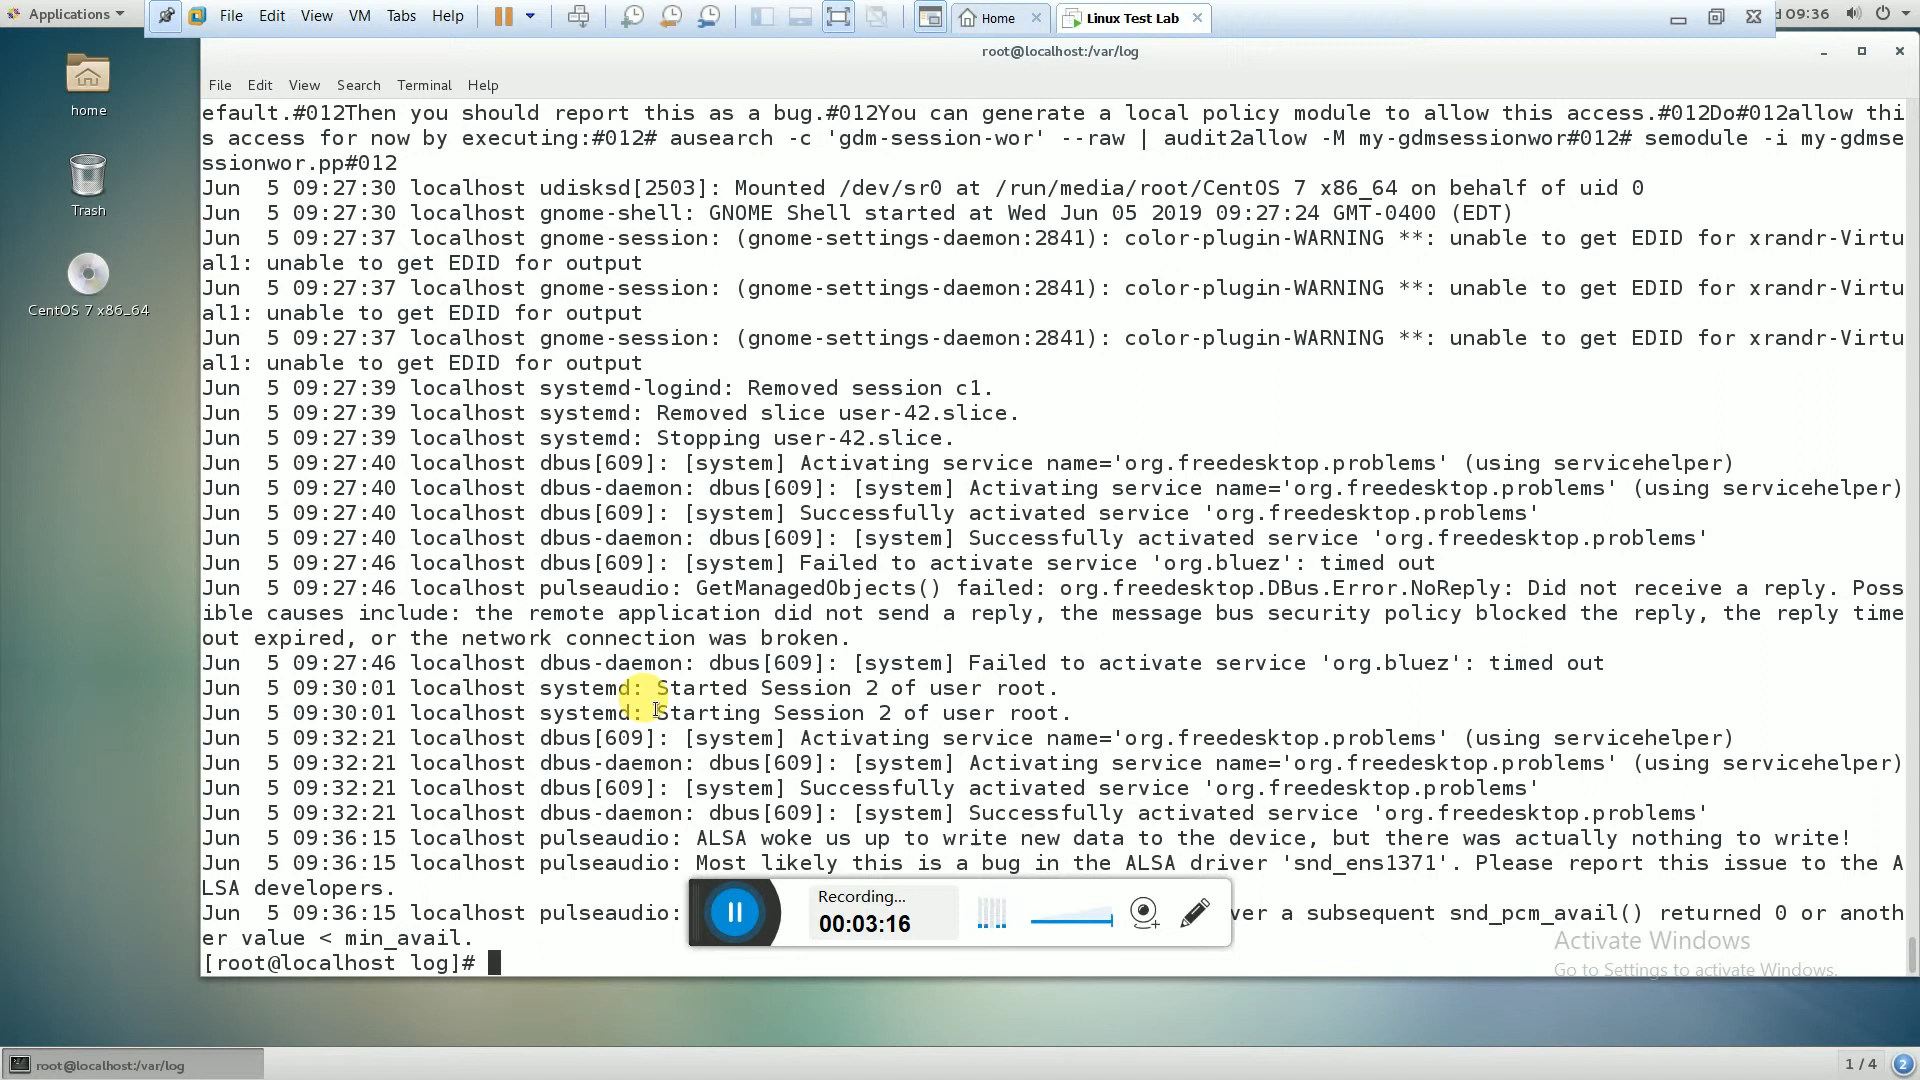 Applications
File Edit View VM Tabs Help
Home
Linux Test Lab
09:36
root@localhost:/var/log
File Edit View Search Terminal Help
home
Trash
CentOS 7 x86_64
efault.#012Then you should report this as a bug.#012You can generate a local policy module to allow this access.#012Do#012allow thi
s access for now by executing:#012# ausearch -c 'gdm-session-wor' --raw | audit2allow -M my-gdmsessionwor#012# semodule -i my-gdmse
ssionwor.pp#012
Jun  5 09:27:30 localhost udisksd[2503]: Mounted /dev/sr0 at /run/media/root/CentOS 7 x86_64 on behalf of uid 0
Jun  5 09:27:30 localhost gnome-shell: GNOME Shell started at Wed Jun 05 2019 09:27:24 GMT-0400 (EDT)
Jun  5 09:27:37 localhost gnome-session: (gnome-settings-daemon:2841): color-plugin-WARNING **: unable to get EDID for xrandr-Virtu
al1: unable to get EDID for output
Jun  5 09:27:37 localhost gnome-session: (gnome-settings-daemon:2841): color-plugin-WARNING **: unable to get EDID for xrandr-Virtu
al1: unable to get EDID for output
Jun  5 09:27:37 localhost gnome-session: (gnome-settings-daemon:2841): color-plugin-WARNING **: unable to get EDID for xrandr-Virtu
al1: unable to get EDID for output
Jun  5 09:27:39 localhost systemd-logind: Removed session c1.
Jun  5 09:27:39 localhost systemd: Removed slice user-42.slice.
Jun  5 09:27:39 localhost systemd: Stopping user-42.slice.
Jun  5 09:27:40 localhost dbus[609]: [system] Activating service name='org.freedesktop.problems' (using servicehelper)
Jun  5 09:27:40 localhost dbus-daemon: dbus[609]: [system] Activating service name='org.freedesktop.problems' (using servicehelper)
Jun  5 09:27:40 localhost dbus[609]: [system] Successfully activated service 'org.freedesktop.problems'
Jun  5 09:27:40 localhost dbus-daemon: dbus[609]: [system] Successfully activated service 'org.freedesktop.problems'
Jun  5 09:27:46 localhost dbus[609]: [system] Failed to activate service 'org.bluez': timed out
Jun  5 09:27:46 localhost pulseaudio: GetManagedObjects() failed: org.freedesktop.DBus.Error.NoReply: Did not receive a reply. Poss
ible causes include: the remote application did not send a reply, the message bus security policy blocked the reply, the reply time
out expired, or the network connection was broken.
Jun  5 09:27:46 localhost dbus-daemon: dbus[609]: [system] Failed to activate service 'org.bluez': timed out
Jun  5 09:30:01 localhost systemd: Started Session 2 of user root.
Jun  5 09:30:01 localhost systemd: Starting Session 2 of user root.
Jun  5 09:32:21 localhost dbus[609]: [system] Activating service name='org.freedesktop.problems' (using servicehelper)
Jun  5 09:32:21 localhost dbus-daemon: dbus[609]: [system] Activating service name='org.freedesktop.problems' (using servicehelper)
Jun  5 09:32:21 localhost dbus[609]: [system] Successfully activated service 'org.freedesktop.problems'
Jun  5 09:32:21 localhost dbus-daemon: dbus[609]: [system] Successfully activated service 'org.freedesktop.problems'
Jun  5 09:36:15 localhost pulseaudio: ALSA woke us up to write new data to the device, but there was actually nothing to write!
Jun  5 09:36:15 localhost pulseaudio: Most likely this is a bug in the ALSA driver 'snd_ens1371'. Please report this issue to the A
LSA developers.
Jun  5 09:36:15 localhost pulseaudio: ver a subsequent snd_pcm_avail() returned 0 or anoth
er value < min_avail.
[root@localhost log]#
Recording...
00:03:16
Activate Windows
Go to Settings to activate Windows.
root@localhost:/var/log
1 / 4
2